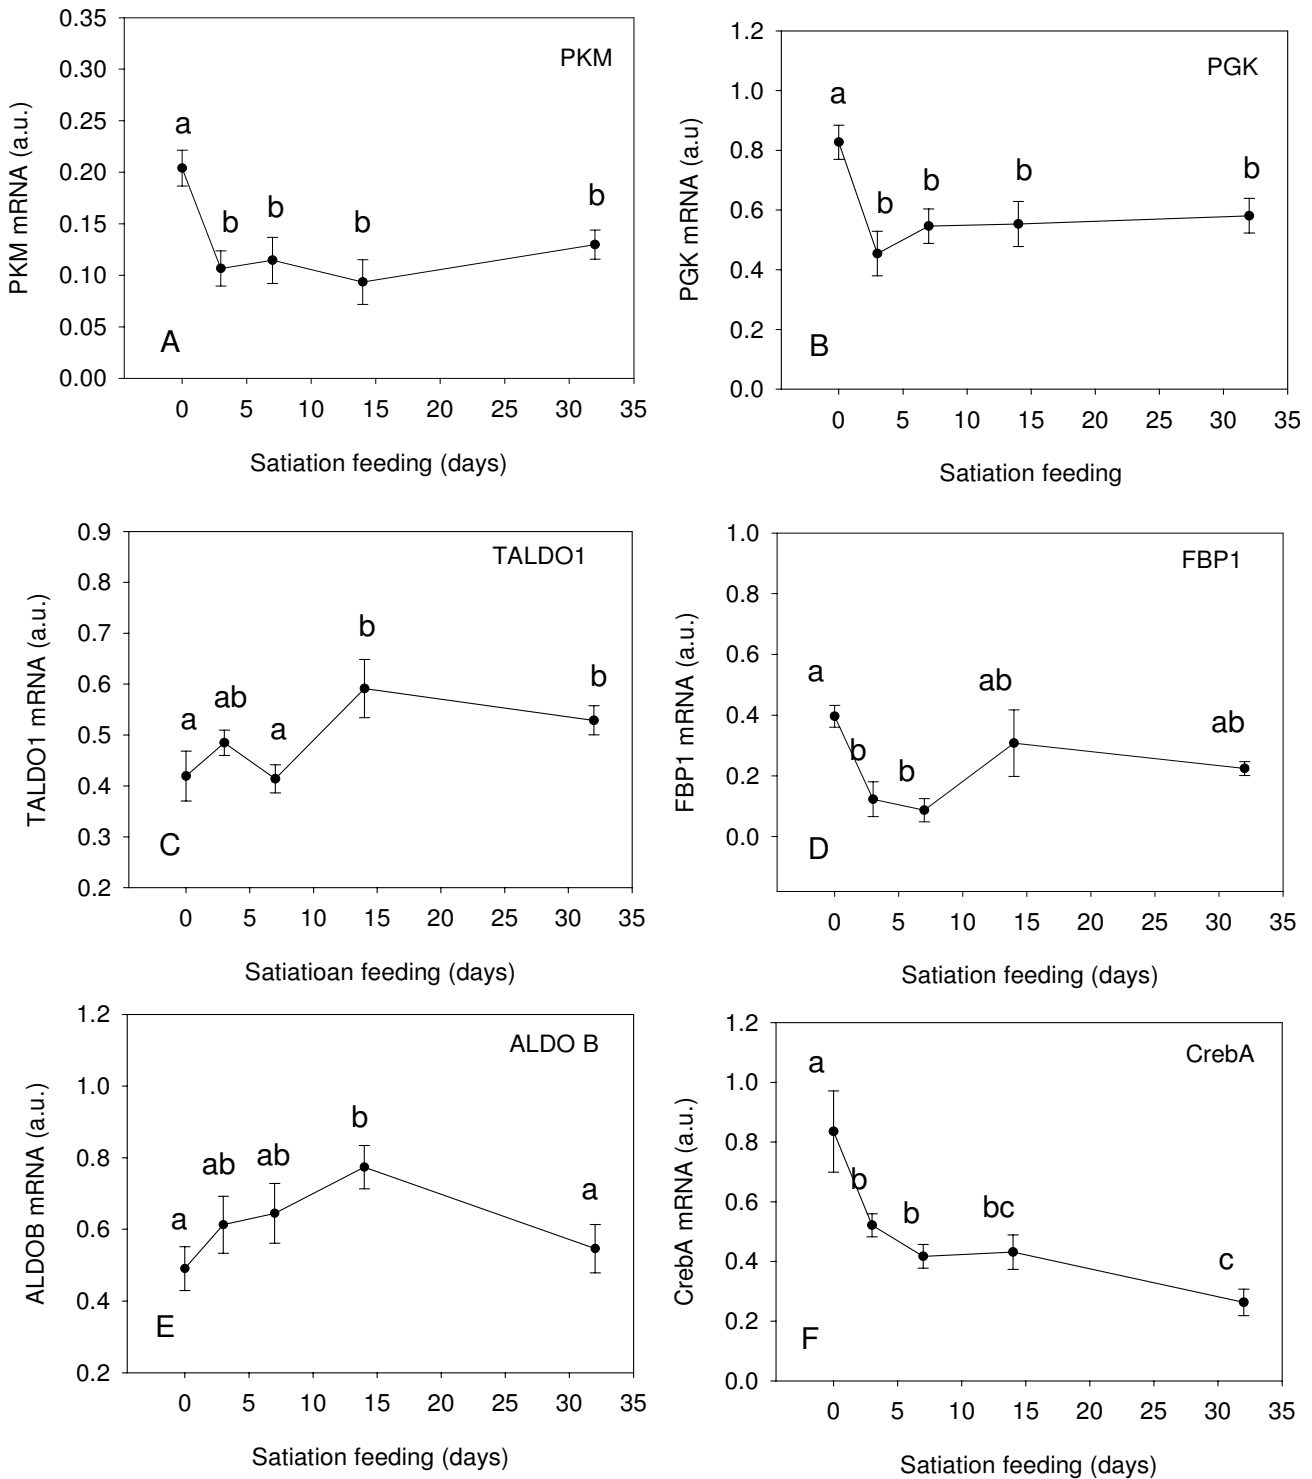 0.35
0.30
0.25
0.20
0.15
0.10
0.05
0.00
PKM mRNA (a.u.)
PKM
a
b
b
b
b
A
0 5 10 15 20 25 30 35
Satiation feeding (days)
1.2
1.0
0.8
0.6
0.4
0.2
0.0
PGK mRNA (a.u)
PGK
a
b
b
b
b
B
0 5 10 15 20 25 30 35
Satiation feeding
0.9
0.8
0.7
0.6
0.5
0.4
0.3
0.2
TALDO1 mRNA (a.u.)
TALDO1
a
ab
a
b
b
C
0 5 10 15 20 25 30 35
Satiatioan feeding (days)
1.0
0.8
0.6
0.4
0.2
0.0
FBP1 mRNA (a.u.)
FBP1
a
b
b
ab
ab
D
0 5 10 15 20 25 30 35
Satiation feeding (days)
1.2
1.0
0.8
0.6
0.4
0.2
ALDOB mRNA (a.u.)
ALDO B
a
ab
ab
b
a
E
0 5 10 15 20 25 30 35
Satiation feeding (days)
1.2
1.0
0.8
0.6
0.4
0.2
0.0
CrebA mRNA (a.u.)
CrebA
a
b
b
bc
c
F
0 5 10 15 20 25 30 35
Satiation feeding (days)